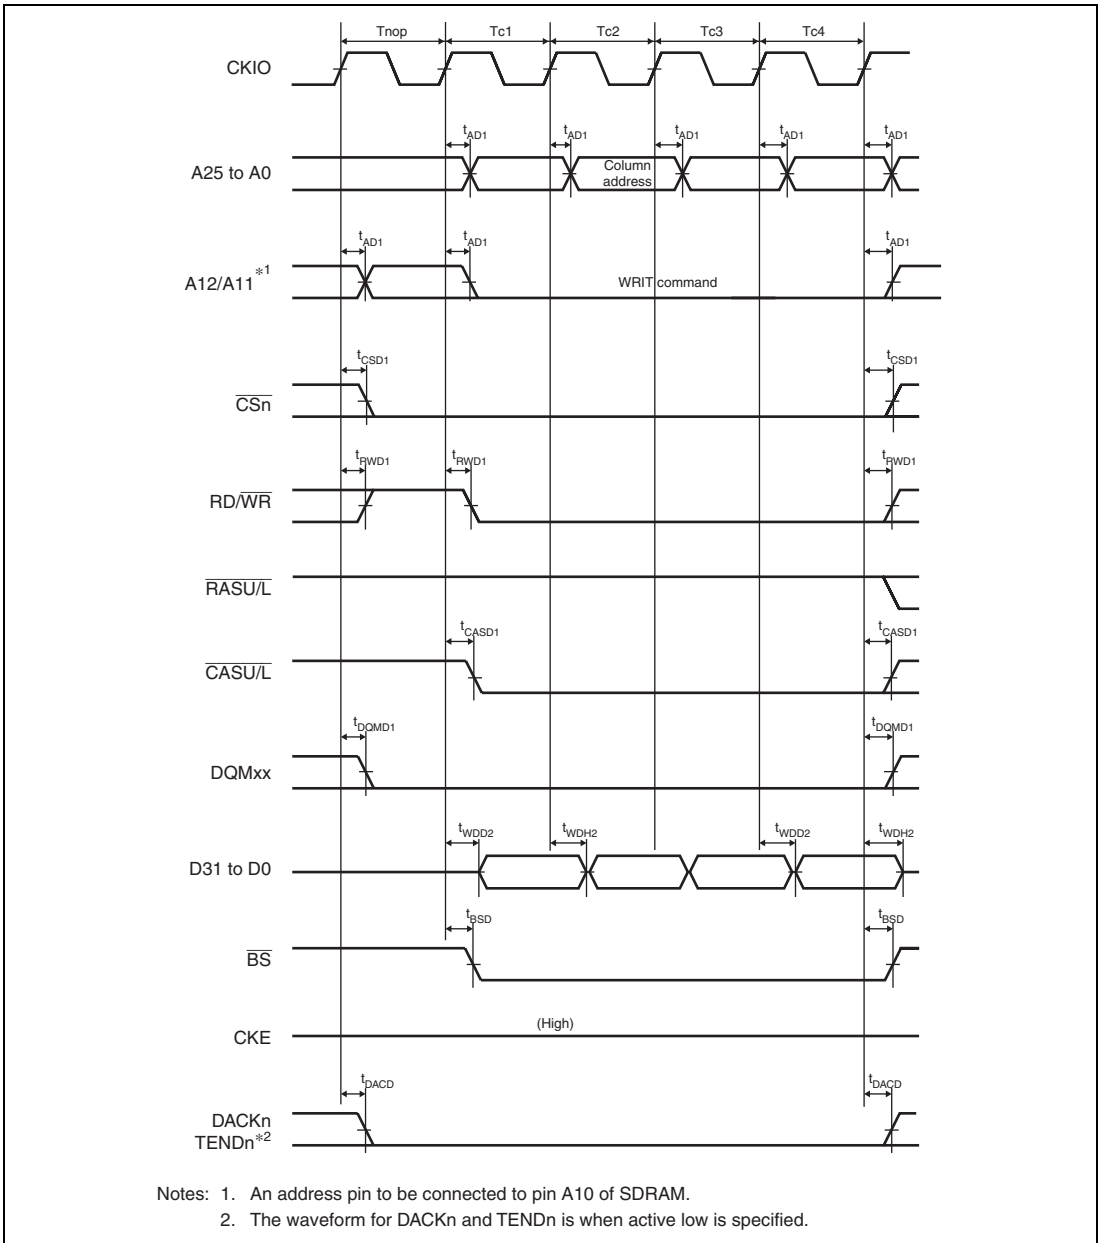 Tnop Tc1 Tc2 Tc3 Tc4
CKIO
tAD1 tAD1 tAD1 tAD1 tAD1
A25 to A0
Column
address
tAD1 tAD1 tAD1
A12/A11*1
WRIT command
tCSD1 tCSD1
CSn
tRWD1 tRWD1 tRWD1
RD/WR
RASU/L
tCASD1 tCASD1
CASU/L
tDQMD1 tDQMD1
DQMxx
tWDD2 tWDH2 tWDD2 tWDH2
D31 to D0
tBSD tBSD
BS
(High)
CKE
tDACD tDACD
DACKn
TENDn*2
Notes: 1. An address pin to be connected to pin A10 of SDRAM.
2. The waveform for DACKn and TENDn is when active low is specified.